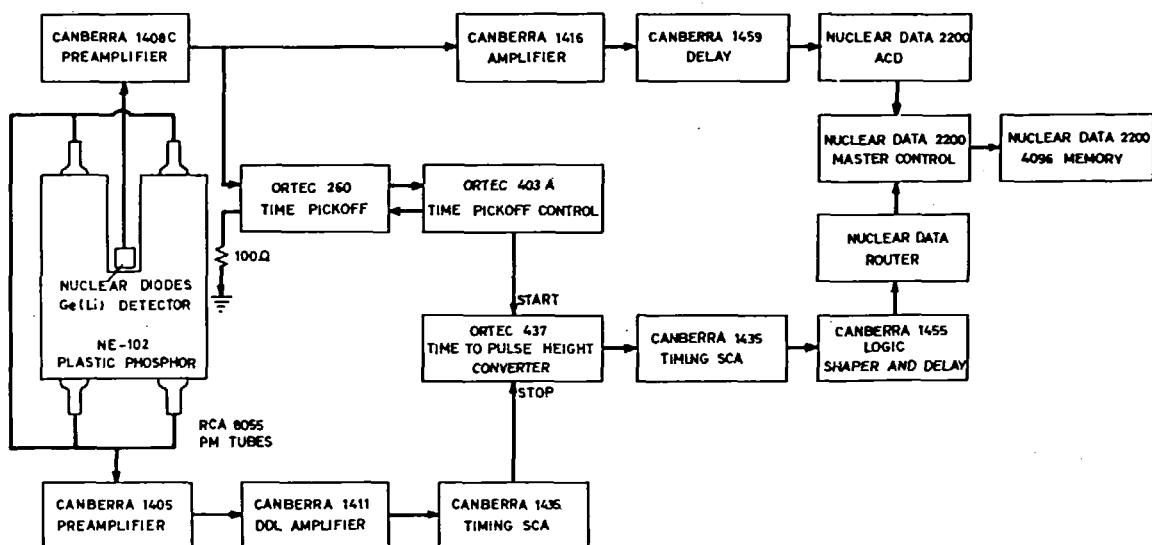 CANBERRA 1408C
PREAMPLIFIER
CANBERRA 1416
AMPLIFIER
CANBERRA 1459
DELAY
NUCLEAR DATA 2200
ACD
NUCLEAR DATA 2200
MASTER CONTROL
NUCLEAR DATA 2200
4096 MEMORY
ORTEC 260
TIME PICKOFF
ORTEC 403 A
TIME PICKOFF CONTROL
100Ω
NUCLEAR DATA
ROUTER
NUCLEAR DIODES
Ge(Li) DETECTOR
NE-102
PLASTIC PHOSPHOR
START
ORTEC 437
TIME TO PULSE HEIGHT
CONVERTER
STOP
CANBERRA 1435
TIMING SCA
CANBERRA 1455
LOGIC
SHAPER AND DELAY
RCA 8055
PM TUBES
CANBERRA 1405
PREAMPLIFIER
CANBERRA 1411
DDL AMPLIFIER
CANBERRA 1435.
TIMING SCA